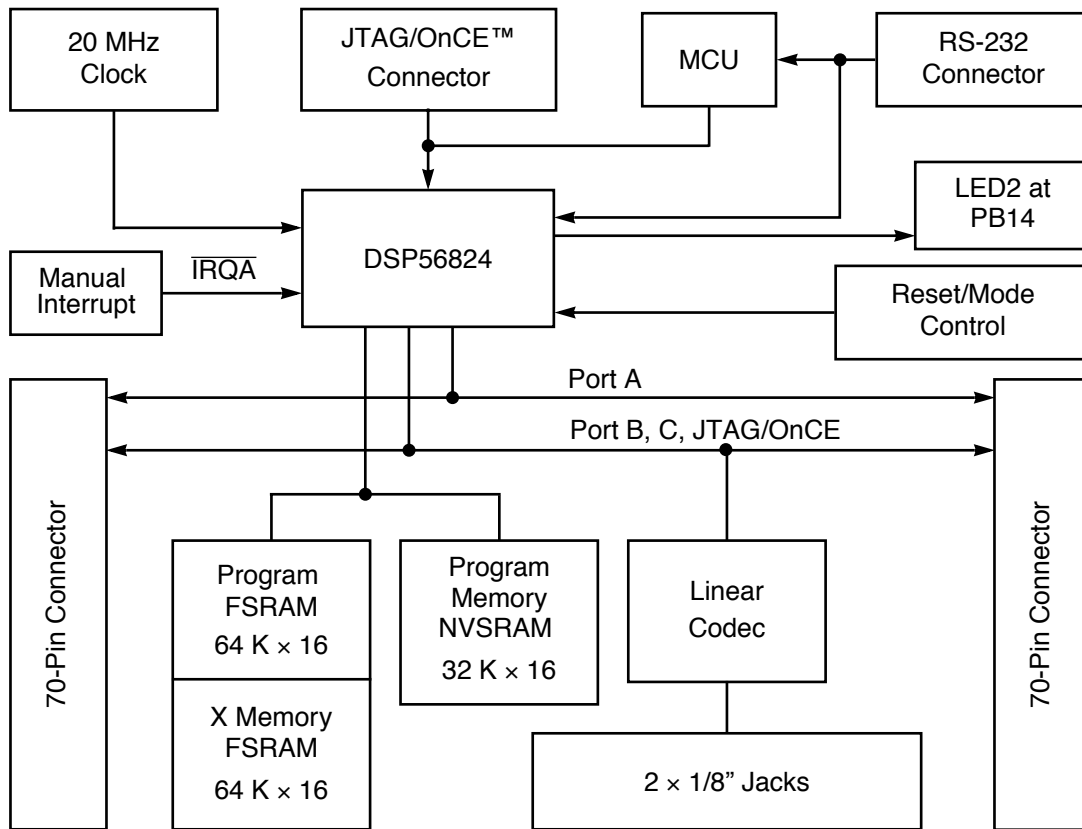 20 MHz
Clock
JTAG/OnCE™
Connector
MCU
RS-232
Connector
LED2 at
PB14
DSP56824
Manual
Interrupt
IRQA
Reset/Mode
Control
Port A
Port B, C, JTAG/OnCE
70-Pin Connector
Program
FSRAM
64 K × 16
X Memory
FSRAM
64 K × 16
Program
Memory
NVSRAM
32 K × 16
Linear
Codec
2 × 1/8” Jacks
70-Pin Connector